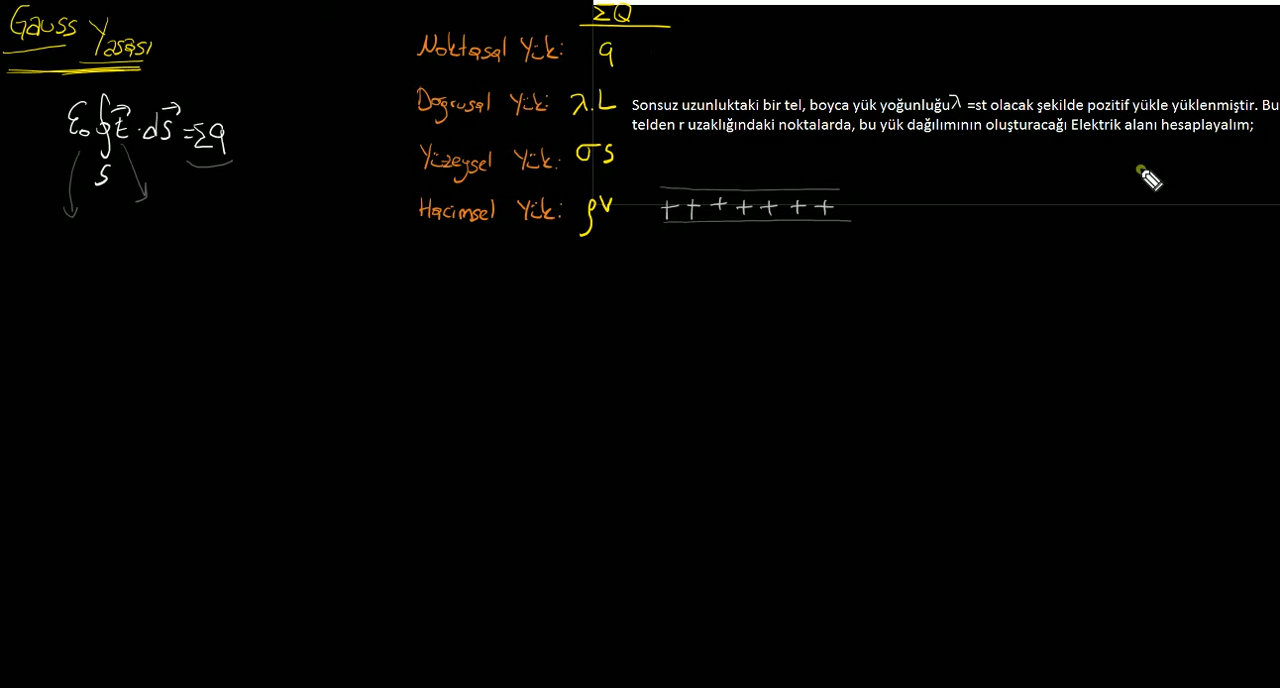 Gauss Yasası
ε₀ ∮ E⃗ · dS⃗ = Σq
S
ΣQ
Noktasal Yük: q
Doğrusal Yük: λ.L
Yüzeysel Yük: σ s
Hacimsel Yük: ρ V
Sonsuz uzunluktaki bir tel, boyca yük yoğunluğu λ =st olacak şekilde pozitif yükle yüklenmiştir. Bu
telden r uzaklığındaki noktalarda, bu yük dağılımının oluşturacağı Elektrik alanı hesaplayalım;
+ + + + + + +